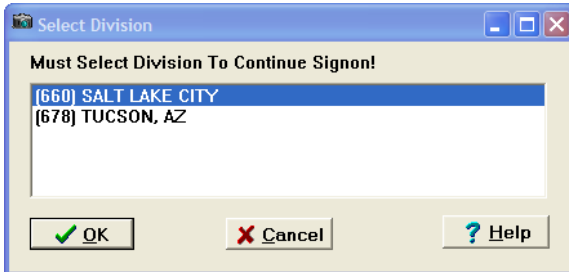 Select Division
Must Select Division To Continue Signon!
(660) SALT LAKE CITY
(678) TUCSON, AZ
OK
Cancel
Help